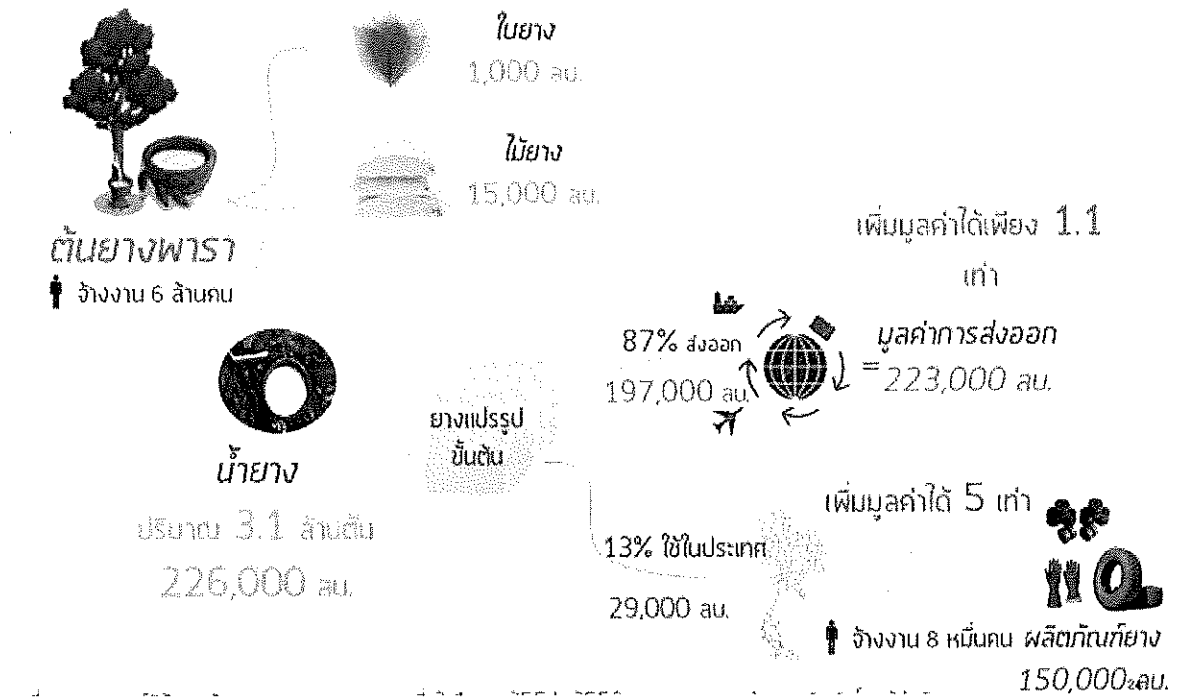 ใบยาง
1,000 ลบ.
ไม้ยาง
15,000 ลบ.
ต้นยางพารา
จ้างงาน 6 ล้านคน
น้ำยาง
ปริมาณ 3.1 ล้านตัน
226,000 ลบ.
ยางแปรรูป
ขั้นต้น
เพิ่มมูลค่าได้เพียง 1.1
เท่า
87% ส่งออก
197,000 ลบ.
มูลค่าการส่งออก
=223,000 ลบ.
13% ใช้ในประเทศ
29,000 ลบ.
เพิ่มมูลค่าได้ 5 เท่า
จ้างงาน 8 หมื่นคน ผลิตภัณฑ์ยาง
150,000 ลบ.